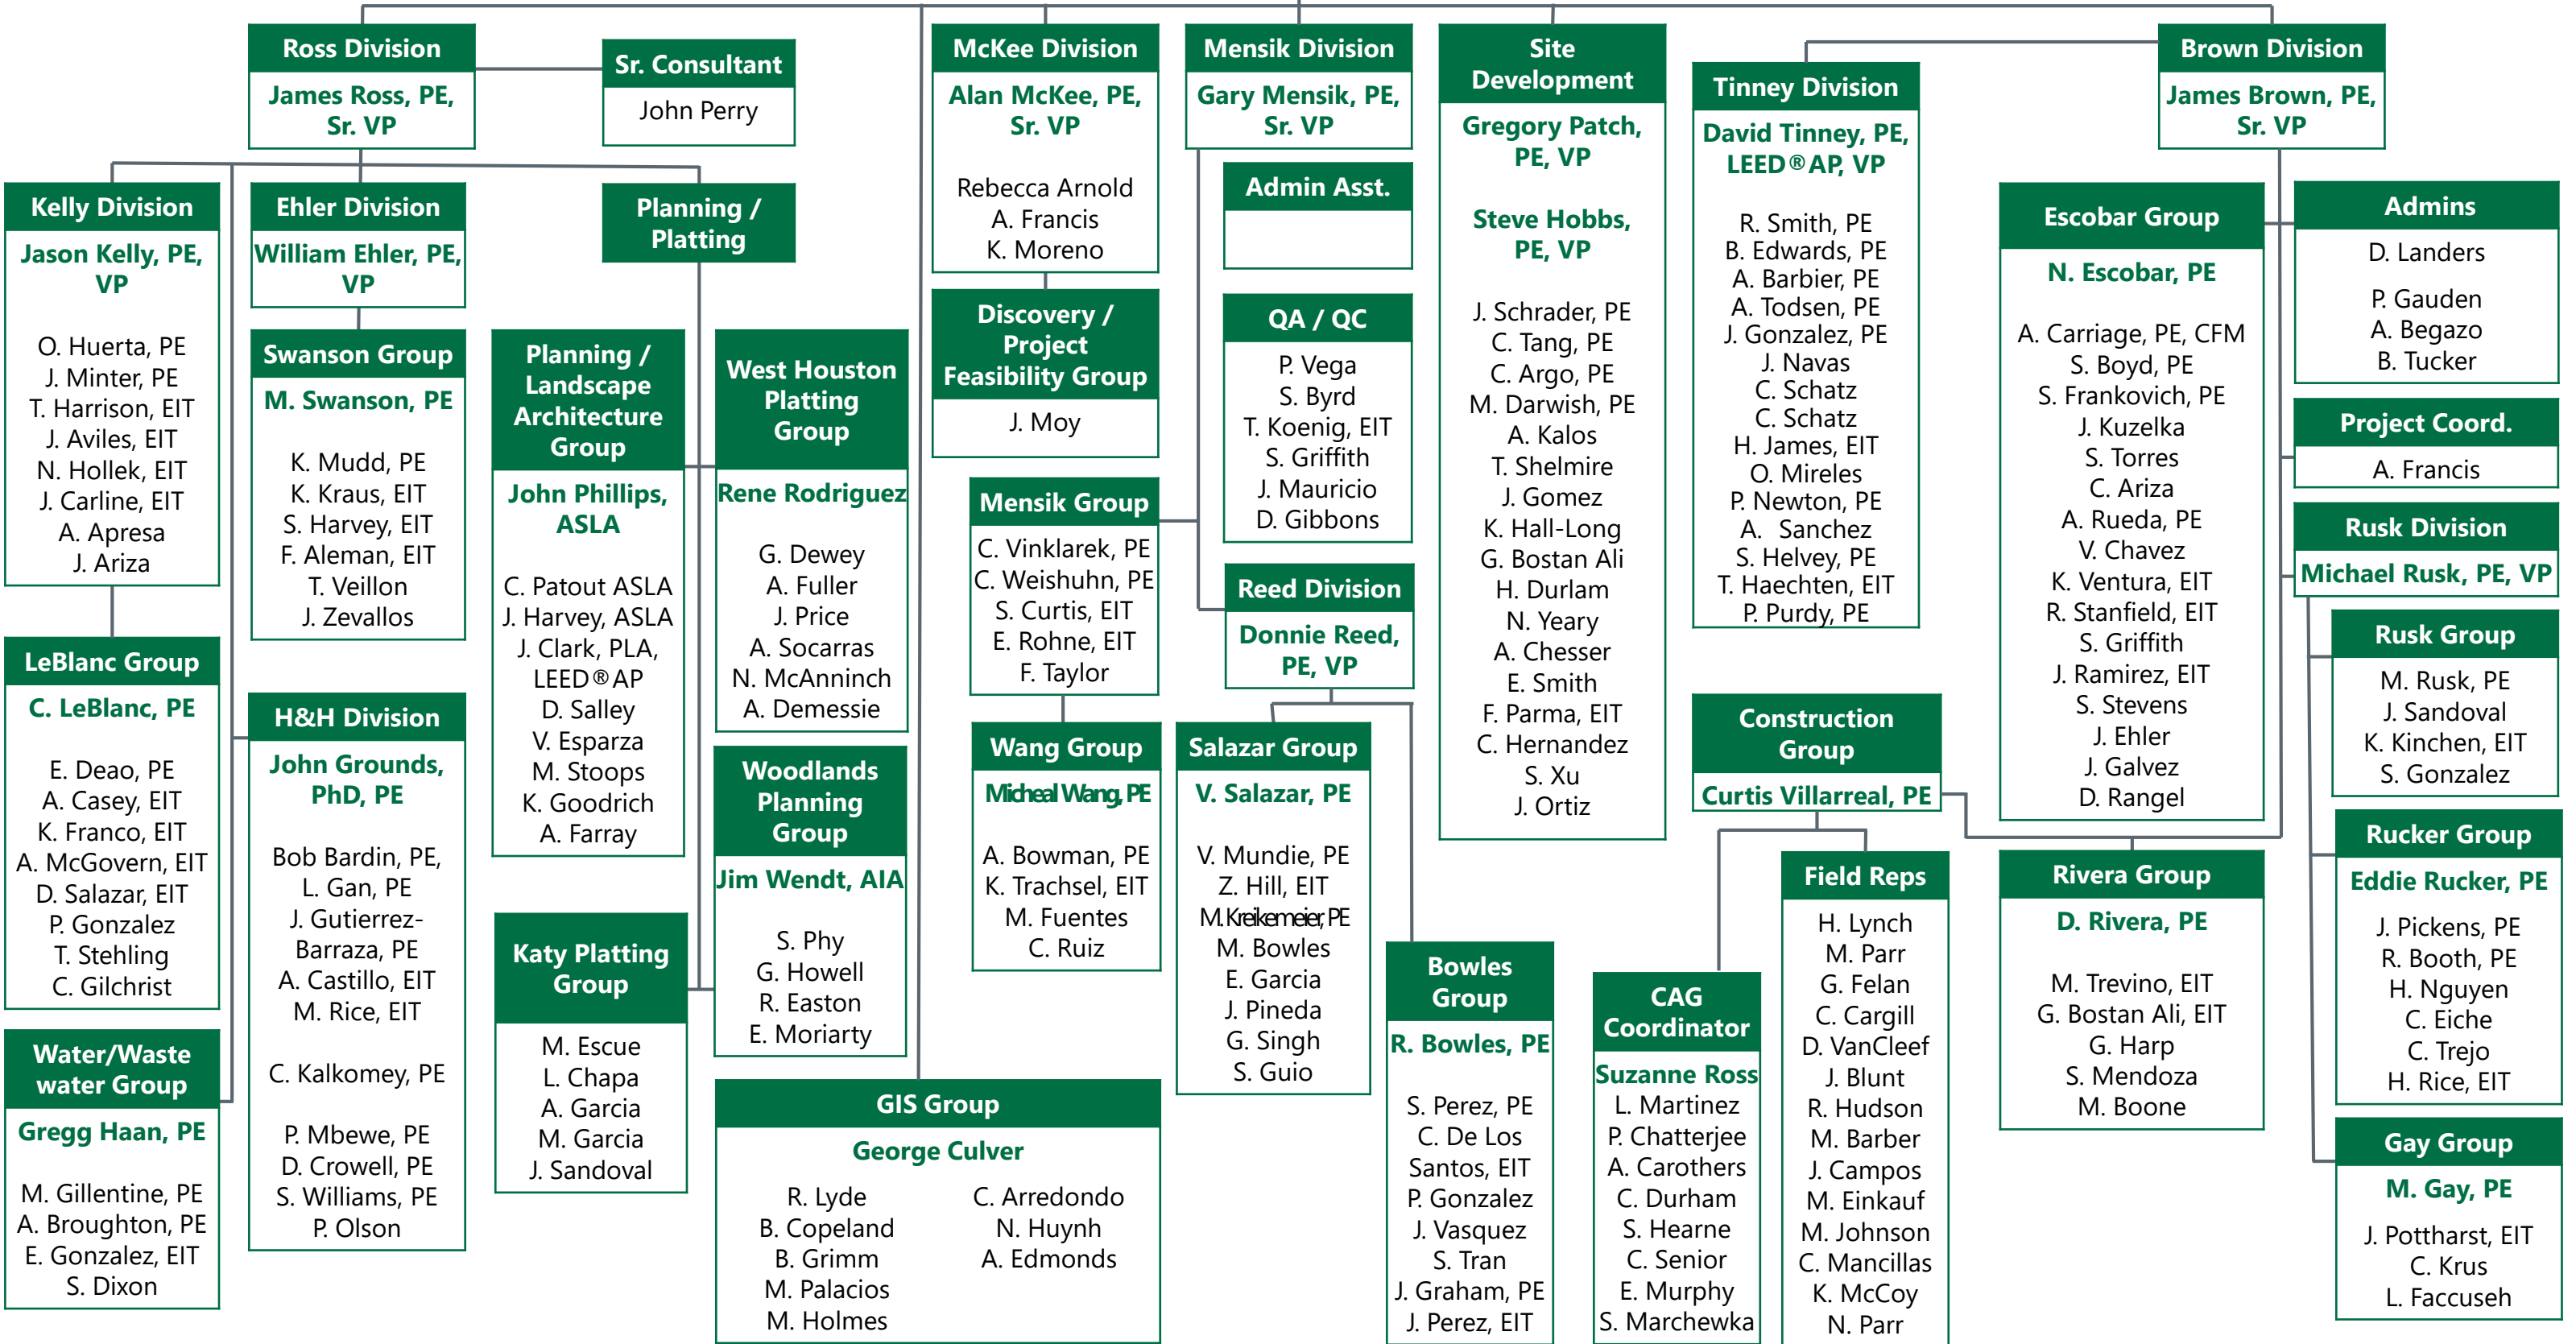 Ross Division
James Ross, PE,
Sr. VP
Sr. Consultant
John Perry
Kelly Division
Jason Kelly, PE,
VP
O. Huerta, PE
J. Minter, PE
T. Harrison, EIT
J. Aviles, EIT
N. Hollek, EIT
J. Carline, EIT
A. Apresa
J. Ariza
LeBlanc Group
C. LeBlanc, PE
E. Deao, PE
A. Casey, EIT
K. Franco, EIT
A. McGovern, EIT
D. Salazar, EIT
P. Gonzalez
T. Stehling
C. Gilchrist
Water/Waste
water Group
Gregg Haan, PE
M. Gillentine, PE
A. Broughton, PE
E. Gonzalez, EIT
S. Dixon
Ehler Division
William Ehler, PE,
VP
Swanson Group
M. Swanson, PE
K. Mudd, PE
K. Kraus, EIT
S. Harvey, EIT
F. Aleman, EIT
T. Veillon
J. Zevallos
H&H Division
John Grounds,
PhD, PE
Bob Bardin, PE,
L. Gan, PE
J. Gutierrez-
Barraza, PE
A. Castillo, EIT
M. Rice, EIT
C. Kalkomey, PE
P. Mbewe, PE
D. Crowell, PE
S. Williams, PE
P. Olson
Planning /
Platting
Planning /
Landscape
Architecture
Group
John Phillips,
ASLA
C. Patout ASLA
J. Harvey, ASLA
J. Clark, PLA,
LEED®AP
D. Salley
V. Esparza
M. Stoops
K. Goodrich
A. Farray
West Houston
Platting
Group
Rene Rodriguez
G. Dewey
A. Fuller
J. Price
A. Socarras
N. McAnninch
A. Demessie
Katy Platting
Group
M. Escue
L. Chapa
A. Garcia
M. Garcia
J. Sandoval
Woodlands
Planning
Group
Jim Wendt, AIA
S. Phy
G. Howell
R. Easton
E. Moriarty
GIS Group
George Culver
R. Lyde
B. Copeland
B. Grimm
M. Palacios
M. Holmes
C. Arredondo
N. Huynh
A. Edmonds
McKee Division
Alan McKee, PE,
Sr. VP
Rebecca Arnold
A. Francis
K. Moreno
Discovery /
Project
Feasibility Group
J. Moy
Mensik Division
Gary Mensik, PE,
Sr. VP
Admin Asst.
QA / QC
P. Vega
S. Byrd
T. Koenig, EIT
S. Griffith
J. Mauricio
D. Gibbons
Mensik Group
C. Vinklarek, PE
C. Weishuhn, PE
S. Curtis, EIT
E. Rohne, EIT
F. Taylor
Wang Group
Micheal Wang, PE
A. Bowman, PE
K. Trachsel, EIT
M. Fuentes
C. Ruiz
Reed Division
Donnie Reed,
PE, VP
Salazar Group
V. Salazar, PE
V. Mundie, PE
Z. Hill, EIT
M. Kreikemeier, PE
M. Bowles
E. Garcia
J. Pineda
G. Singh
S. Guio
Bowles
Group
R. Bowles, PE
S. Perez, PE
C. De Los
Santos, EIT
P. Gonzalez
J. Vasquez
S. Tran
J. Graham, PE
J. Perez, EIT
Site
Development
Gregory Patch,
PE, VP
Steve Hobbs,
PE, VP
J. Schrader, PE
C. Tang, PE
C. Argo, PE
M. Darwish, PE
A. Kalos
T. Shelmire
J. Gomez
K. Hall-Long
G. Bostan Ali
H. Durlam
N. Yeary
A. Chesser
E. Smith
F. Parma, EIT
C. Hernandez
S. Xu
J. Ortiz
Brown Division
James Brown, PE,
Sr. VP
Tinney Division
David Tinney, PE,
LEED®AP, VP
R. Smith, PE
B. Edwards, PE
A. Barbier, PE
A. Todsen, PE
J. Gonzalez, PE
J. Navas
C. Schatz
C. Schatz
H. James, EIT
O. Mireles
P. Newton, PE
A. Sanchez
S. Helvey, PE
T. Haechten, EIT
P. Purdy, PE
Construction
Group
Curtis Villarreal, PE
CAG
Coordinator
Suzanne Ross
L. Martinez
P. Chatterjee
A. Carothers
C. Durham
S. Hearne
C. Senior
E. Murphy
S. Marchewka
Field Reps
H. Lynch
M. Parr
G. Felan
C. Cargill
D. VanCleef
J. Blunt
R. Hudson
M. Barber
J. Campos
M. Einkauf
M. Johnson
C. Mancillas
K. McCoy
N. Parr
Escobar Group
N. Escobar, PE
A. Carriage, PE, CFM
S. Boyd, PE
S. Frankovich, PE
J. Kuzelka
S. Torres
C. Ariza
A. Rueda, PE
V. Chavez
K. Ventura, EIT
R. Stanfield, EIT
S. Griffith
J. Ramirez, EIT
S. Stevens
J. Ehler
J. Galvez
D. Rangel
Rivera Group
D. Rivera, PE
M. Trevino, EIT
G. Bostan Ali, EIT
G. Harp
S. Mendoza
M. Boone
Admins
D. Landers
P. Gauden
A. Begazo
B. Tucker
Project Coord.
A. Francis
Rusk Division
Michael Rusk, PE, VP
Rusk Group
M. Rusk, PE
J. Sandoval
K. Kinchen, EIT
S. Gonzalez
Rucker Group
Eddie Rucker, PE
J. Pickens, PE
R. Booth, PE
H. Nguyen
C. Eiche
C. Trejo
H. Rice, EIT
Gay Group
M. Gay, PE
J. Pottharst, EIT
C. Krus
L. Faccuseh